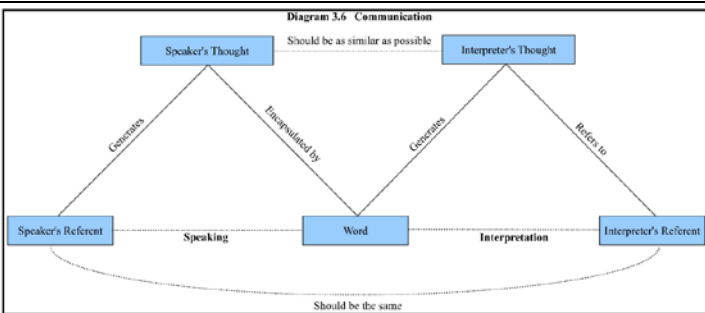 Diagram 3.6 Communication
Should be as similar as possible
Speaker's Thought
Interpreter's Thought
Generates
Encapsulated by
Generates
Refers to
Speaker's Referent
Speaking
Word
Interpretation
Interpreter's Referent
Should be the same